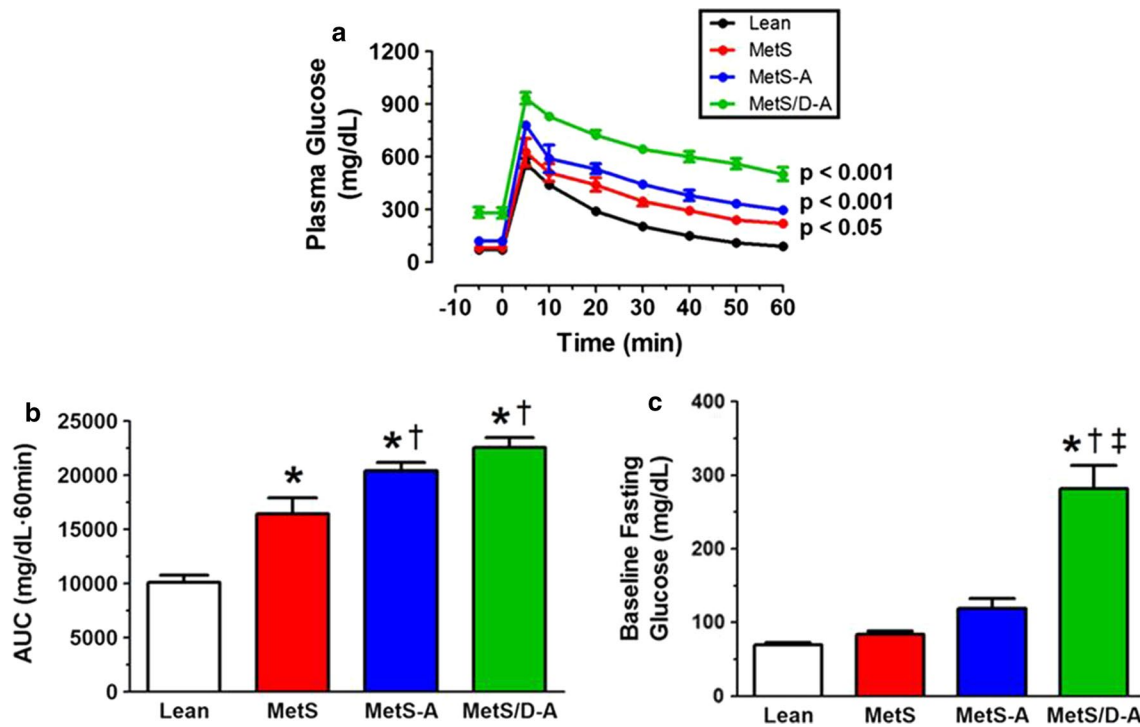 a
Lean
MetS
MetS-A
MetS/D-A
Plasma Glucose
(mg/dL)
1200
900
600
300
0
p < 0.001
p < 0.001
p < 0.05
-10 0 10 20 30 40 50 60
Time (min)
b
AUC (mg/dL·60min)
25000
20000
15000
10000
5000
0
*
* †
* †
Lean MetS MetS-A MetS/D-A
c
Baseline Fasting
Glucose (mg/dL)
400
300
200
100
0
* † ‡
Lean MetS MetS-A MetS/D-A